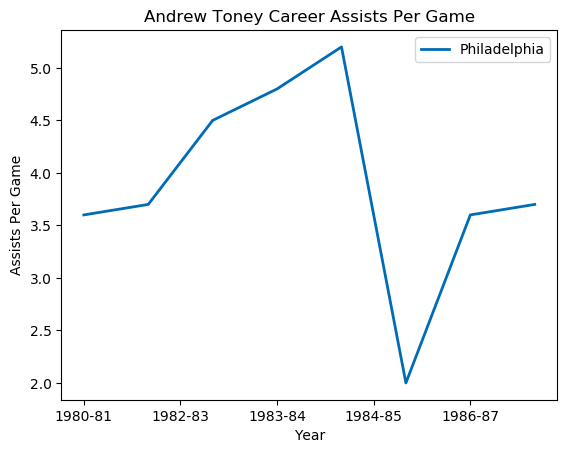 Andrew Toney Career Assists Per Game
Philadelphia
Assists Per Game
5.0
4.5
4.0
3.5
3.0
2.5
2.0
1980-81 1982-83 1983-84 1984-85 1986-87
Year